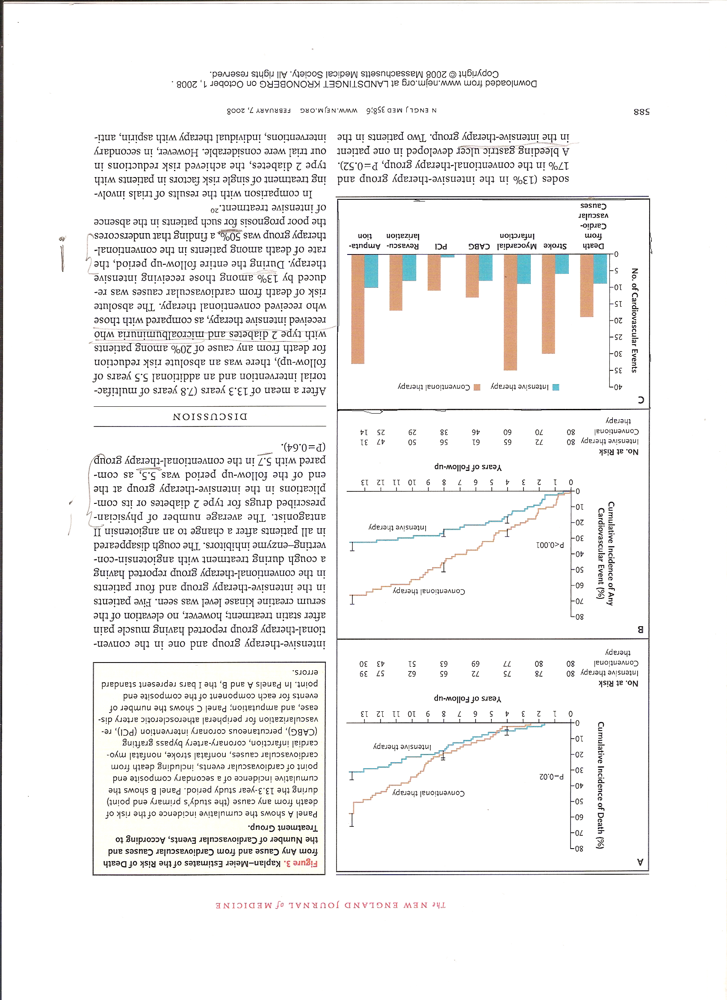 The NEW ENGLAND JOURNAL of MEDICINE
A
Cumulative Incidence of Death (%)
80
70
60
50
40
30
20
10
0
P=0.02
Conventional therapy
Intensive therapy
0 1 2 3 4 5 6 7 8 9 10 11 12 13
Years of Follow-up
No. at Risk
Intensive therapy 80 78 75 72 65 62 57 39
Conventional 80 80 77 69 63 51 43 30
therapy
B
Cumulative Incidence of Any
Cardiovascular Event (%)
80
70
60
50
40
30
20
10
0
P<0.001
Conventional therapy
Intensive therapy
0 1 2 3 4 5 6 7 8 9 10 11 12 13
Years of Follow-up
No. at Risk
Intensive therapy 80 72 65 61 56 50 47 31
Conventional 80 70 60 46 38 29 25 14
therapy
C
No. of Cardiovascular Events
Intensive therapy Conventional therapy
40
35
30
25
20
15
10
5
0
Death
from
Cardio-
vascular
Causes
Stroke
Myocardial
Infarction
CABG
PCI
Revascu-
larization
Amputa-
tion
Figure 3. Kaplan–Meier Estimates of the Risk of Death
from Any Cause and from Cardiovascular Causes and
the Number of Cardiovascular Events, According to
Treatment Group.
Panel A shows the cumulative incidence of the risk of
death from any cause (the study's primary end point)
during the 13.3-year study period. Panel B shows the
cumulative incidence of a secondary composite end
point of cardiovascular events, including death from
cardiovascular causes, nonfatal stroke, nonfatal myo-
cardial infarction, coronary-artery bypass grafting
(CABG), percutaneous coronary intervention (PCI), re-
vascularization for peripheral atherosclerotic artery dis-
ease, and amputation; Panel C shows the number of
events for each component of the composite end
point. In Panels A and B, the I bars represent standard
errors.
sodes (13% in the intensive-therapy group and
17% in the conventional-therapy group, P=0.52).
A bleeding gastric ulcer developed in one patient
in the intensive-therapy group. Two patients in the
intensive-therapy group and one in the conven-
tional-therapy group reported having muscle pain
after statin treatment; however, no elevation of the
serum creatine kinase level was seen. Five patients
in the intensive-therapy group and four patients
in the conventional-therapy group reported having
a cough during treatment with angiotensin-con-
verting–enzyme inhibitors. The cough disappeared
in all patients after a change to an angiotensin II
antagonist. The average number of physician-
prescribed drugs for type 2 diabetes or its com-
plications in the intensive-therapy group at the
end of the follow-up period was 5.5, as com-
pared with 5.7 in the conventional-therapy group
(P=0.64).
DISCUSSION
After a mean of 13.3 years (7.8 years of multifac-
torial intervention and an additional 5.5 years of
follow-up), there was an absolute risk reduction
for death from any cause of 20% among patients
with type 2 diabetes and microalbuminuria who
received intensive therapy, as compared with those
who received conventional therapy. The absolute
risk of death from cardiovascular causes was re-
duced by 13% among those receiving intensive
therapy. During the entire follow-up period, the
rate of death among patients in the conventional-
therapy group was 50%, a finding that underscores
the poor prognosis for such patients in the absence
of intensive treatment.20
In comparison with the results of trials involv-
ing treatment of single risk factors in patients with
type 2 diabetes, the achieved risk reductions in
our trial were considerable. However, in secondary
interventions, individual therapy with aspirin, anti-
588
N ENGL J MED 358;6 WWW.NEJM.ORG FEBRUARY 7, 2008
Downloaded from www.nejm.org at LANDSTINGET KRONOBERG on October 1, 2008 .
Copyright © 2008 Massachusetts Medical Society. All rights reserved.